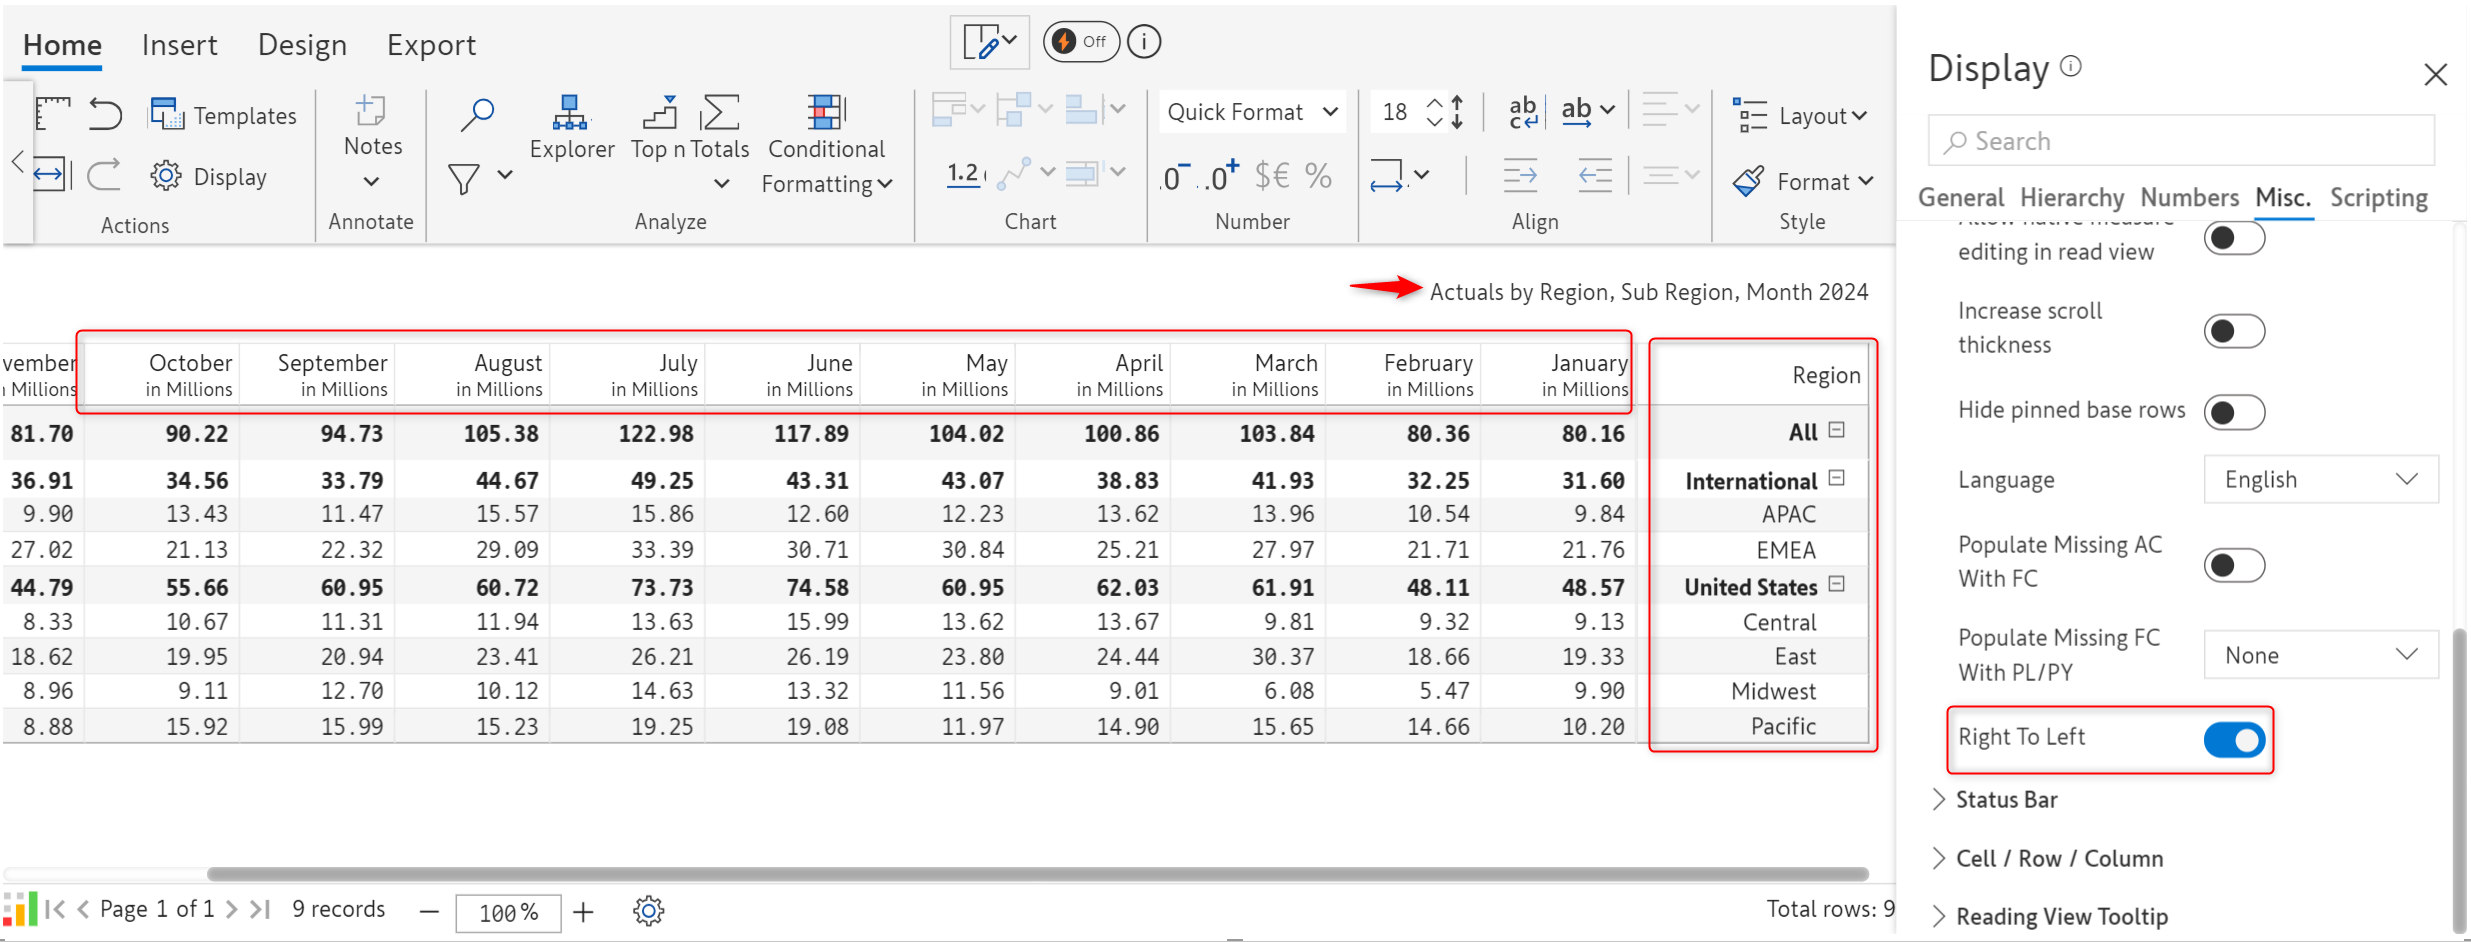 Home Insert Design Export
Off
Templates
Display
Actions
Notes
Annotate
Explorer Top n Totals Conditional
Formatting
Analyze
1.2
Chart
Quick Format
.0 .0 $€ %
Number
18 ab
c ab
Align
Layout
Format
Style
Actuals by Region, Sub Region, Month 2024
vember October September August July June May April March February January Region
n Millions in Millions in Millions in Millions in Millions in Millions in Millions in Millions in Millions in Millions in Millions
81.70 90.22 94.73 105.38 122.98 117.89 104.02 100.86 103.84 80.36 80.16 All
36.91 34.56 33.79 44.67 49.25 43.31 43.07 38.83 41.93 32.25 31.60 International
9.90 13.43 11.47 15.57 15.86 12.60 12.23 13.62 13.96 10.54 9.84 APAC
27.02 21.13 22.32 29.09 33.39 30.71 30.84 25.21 27.97 21.71 21.76 EMEA
44.79 55.66 60.95 60.72 73.73 74.58 60.95 62.03 61.91 48.11 48.57 United States
8.33 10.67 11.31 11.94 13.63 15.99 13.62 13.67 9.81 9.32 9.13 Central
18.62 19.95 20.94 23.41 26.21 26.19 23.80 24.44 30.37 18.66 19.33 East
8.96 9.11 12.70 10.12 14.63 13.32 11.56 9.01 6.08 5.47 9.90 Midwest
8.88 15.92 15.99 15.23 19.25 19.08 11.97 14.90 15.65 14.66 10.20 Pacific
Page 1 of 1 9 records 100% Total rows: 9
Display
Search
General Hierarchy Numbers Misc. Scripting
Allow native measure
editing in read view
Increase scroll
thickness
Hide pinned base rows
Language English
Populate Missing AC
With FC
Populate Missing FC
With PL/PY None
Right To Left
Status Bar
Cell / Row / Column
Reading View Tooltip